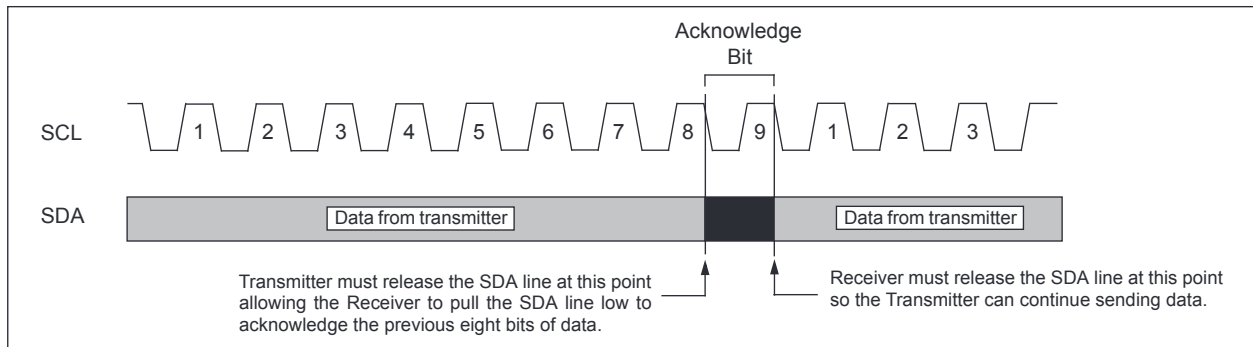 Acknowledge
Bit
SCL
1 2 3 4 5 6 7 8 9 1 2 3
SDA
Data from transmitter
Data from transmitter
Transmitter must release the SDA line at this point
allowing the Receiver to pull the SDA line low to
acknowledge the previous eight bits of data.
Receiver must release the SDA line at this point
so the Transmitter can continue sending data.